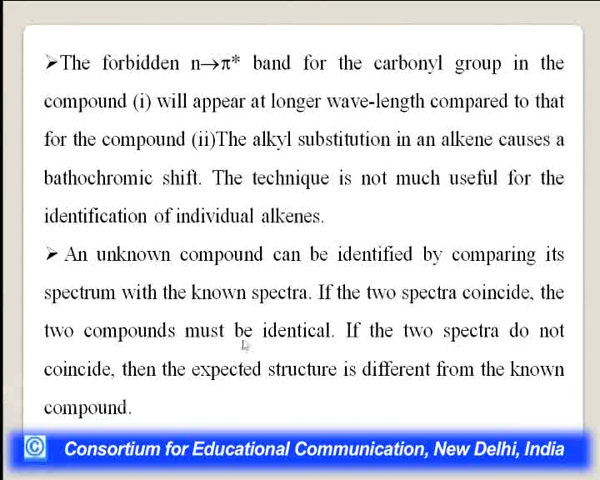 ➢The forbidden n→π* band for the carbonyl group in the
compound (i) will appear at longer wave-length compared to that
for the compound (ii)The alkyl substitution in an alkene causes a
bathochromic shift. The technique is not much useful for the
identification of individual alkenes.
➢ An unknown compound can be identified by comparing its
spectrum with the known spectra. If the two spectra coincide, the
two compounds must be identical. If the two spectra do not
coincide, then the expected structure is different from the known
compound.
© Consortium for Educational Communication, New Delhi, India